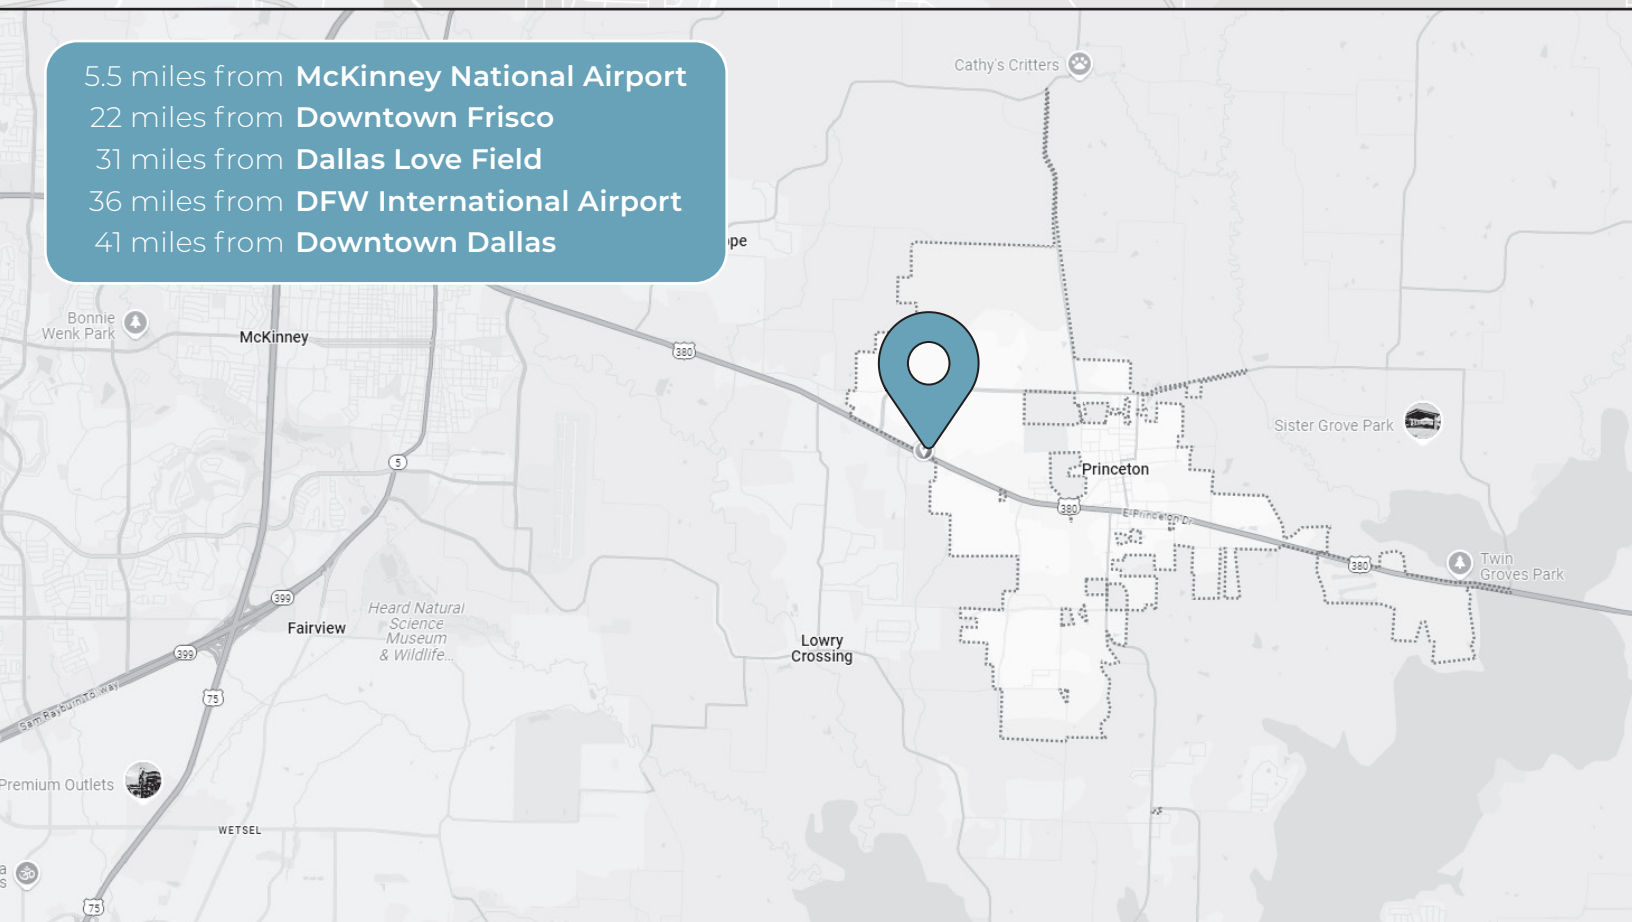 5.5 miles from McKinney National Airport
22 miles from Downtown Frisco
31 miles from Dallas Love Field
36 miles from DFW International Airport
41 miles from Downtown Dallas
Cathy's Critters
Bonnie
Wenk Park
McKinney
380
Sister Grove Park
5
Princeton
380
E Princeton Dr
380
Twin
Groves Park
399
Heard Natural
Science
Museum
& Wildlife...
Fairview
Lowry
Crossing
399
75
Sam Rayburn Tollway
Premium Outlets
WETSEL
75